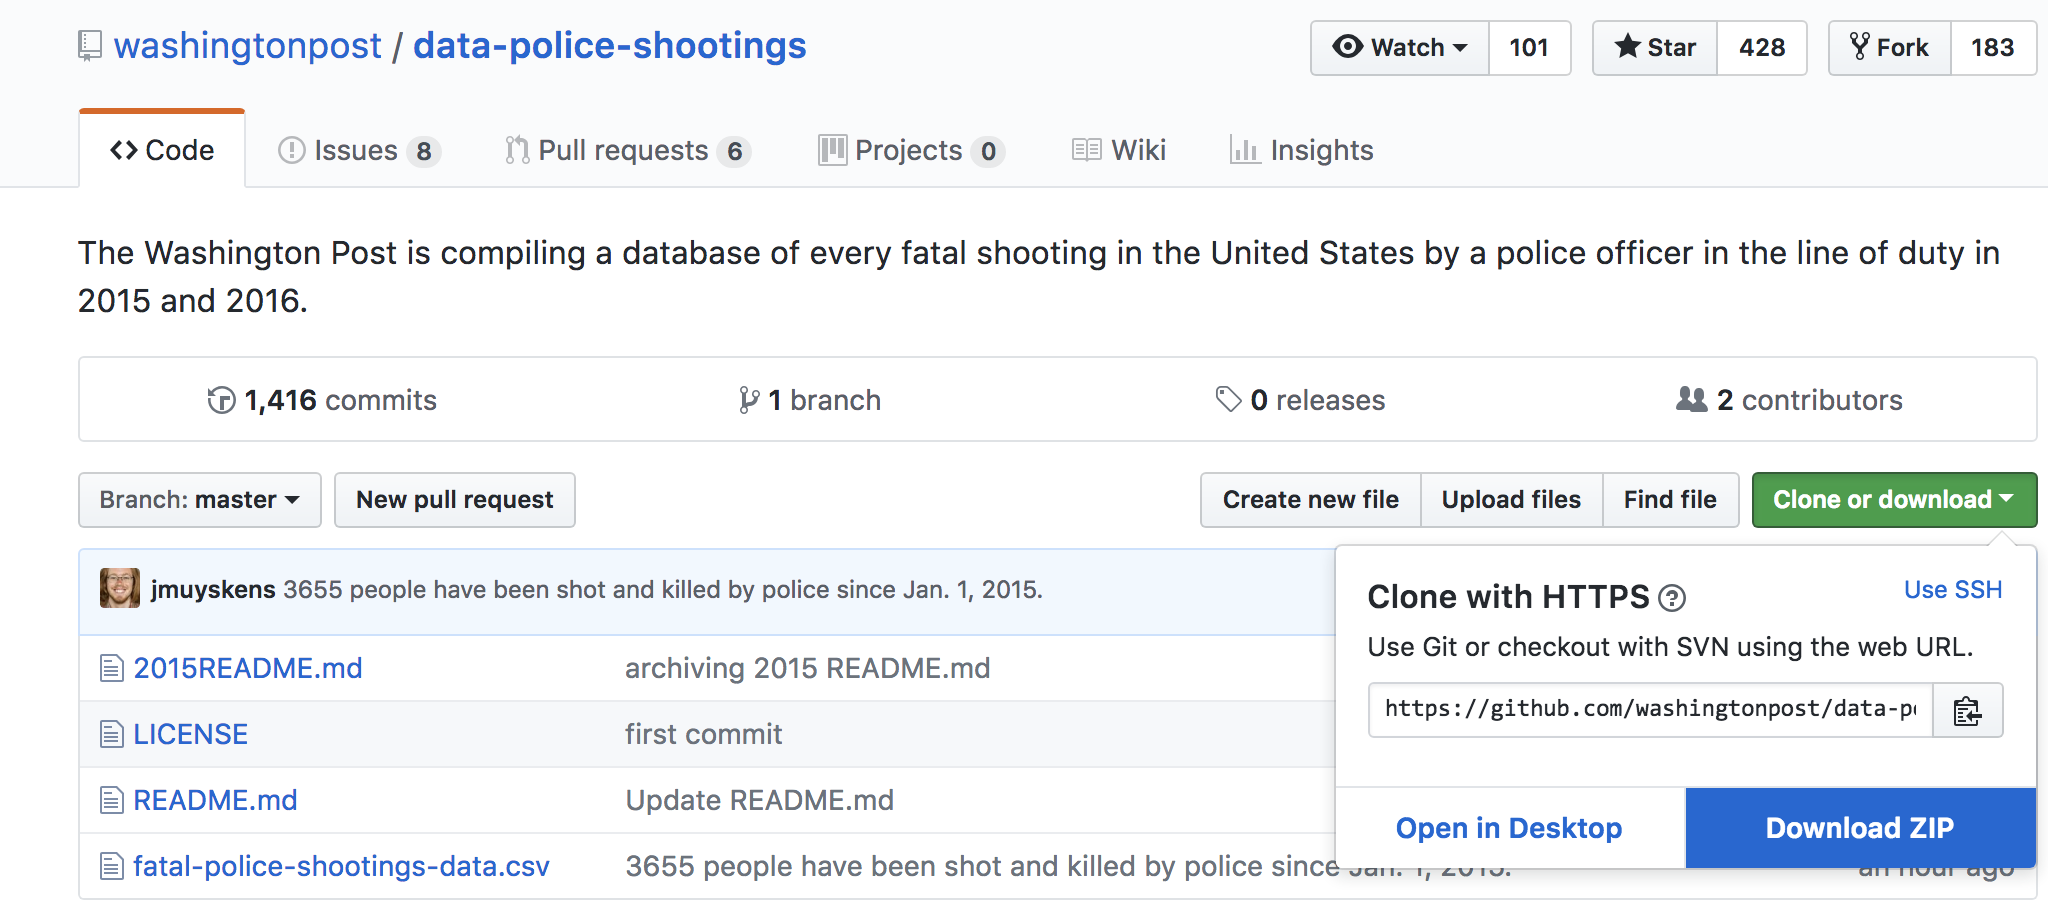 washingtonpost / data-police-shootings
Watch 101 Star 428 Fork 183
Code Issues 8 Pull requests 6 Projects 0 Wiki Insights
The Washington Post is compiling a database of every fatal shooting in the United States by a police officer in the line of duty in
2015 and 2016.
1,416 commits 1 branch 0 releases 2 contributors
Branch: master New pull request Create new file Upload files Find file Clone or download
jmuyskens 3655 people have been shot and killed by police since Jan. 1, 2015.
2015README.md archiving 2015 README.md
LICENSE first commit
README.md Update README.md
fatal-police-shootings-data.csv 3655 people have been shot and killed by police since Jan. 1, 2015. an hour ago
Clone with HTTPS ? Use SSH
Use Git or checkout with SVN using the web URL.
https://github.com/washingtonpost/data-p
Open in Desktop Download ZIP